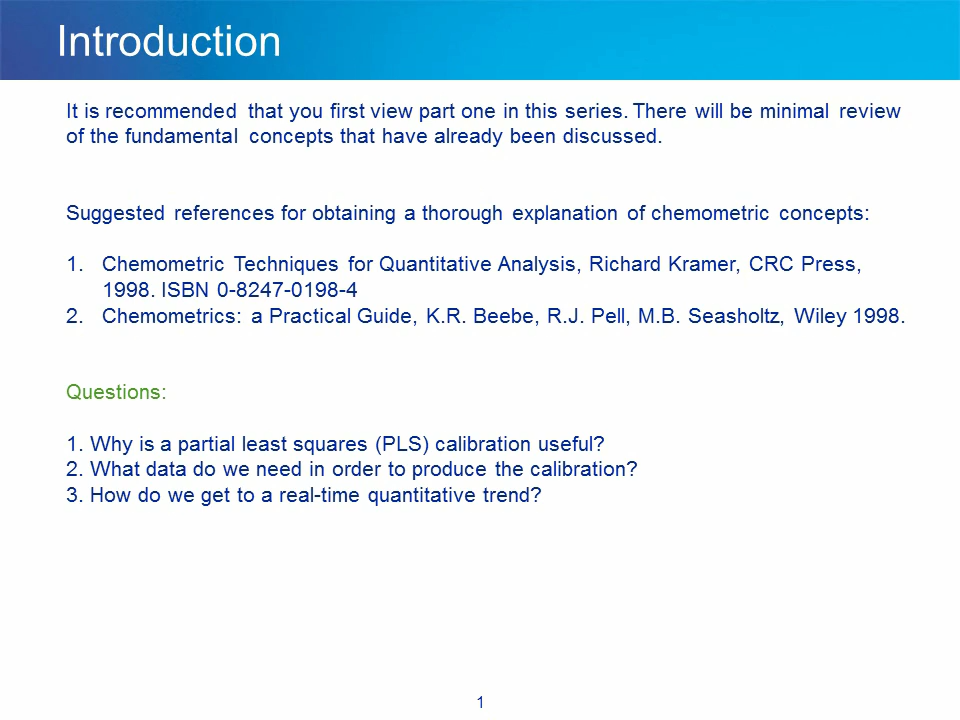 Introduction
It is recommended that you first view part one in this series. There will be minimal review
of the fundamental concepts that have already been discussed.
Suggested references for obtaining a thorough explanation of chemometric concepts:
1. Chemometric Techniques for Quantitative Analysis, Richard Kramer, CRC Press,
1998. ISBN 0-8247-0198-4
2. Chemometrics: a Practical Guide, K.R. Beebe, R.J. Pell, M.B. Seasholtz, Wiley 1998.
Questions:
1. Why is a partial least squares (PLS) calibration useful?
2. What data do we need in order to produce the calibration?
3. How do we get to a real-time quantitative trend?
1